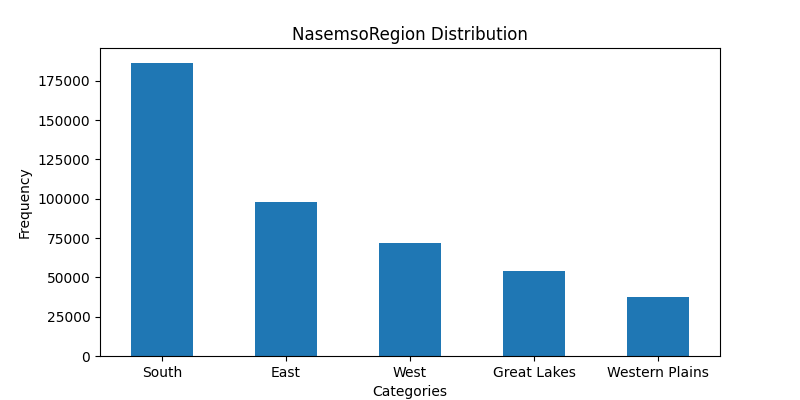 NasemsoRegion Distribution
Frequency
175000
150000
125000
100000
75000
50000
25000
0
South East West Great Lakes Western Plains
Categories